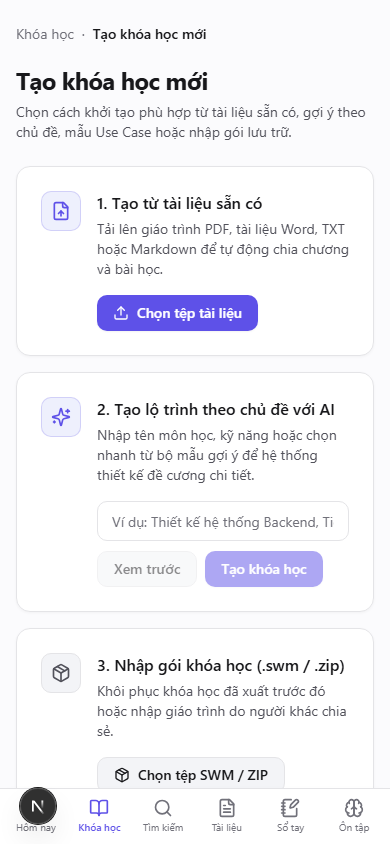 Khóa học · Tạo khóa học mới
Tạo khóa học mới
Chọn cách khởi tạo phù hợp từ tài liệu sẵn có, gợi ý theo
chủ đề, mẫu Use Case hoặc nhập gói lưu trữ.
1. Tạo từ tài liệu sẵn có
Tải lên giáo trình PDF, tài liệu Word, TXT
hoặc Markdown để tự động chia chương
và bài học.
Chọn tệp tài liệu
2. Tạo lộ trình theo chủ đề với AI
Nhập tên môn học, kỹ năng hoặc chọn
nhanh từ bộ mẫu gợi ý để hệ thống
thiết kế đề cương chi tiết.
Ví dụ: Thiết kế hệ thống Backend, Ti
Xem trước Tạo khóa học
3. Nhập gói khóa học (.swm / .zip)
Khôi phục khóa học đã xuất trước đó
hoặc nhập giáo trình do người khác chia
sẻ.
Chọn tệp SWM / ZIP
N
Hôm nay Khóa học Tìm kiếm Tài liệu Sổ tay Ôn tập